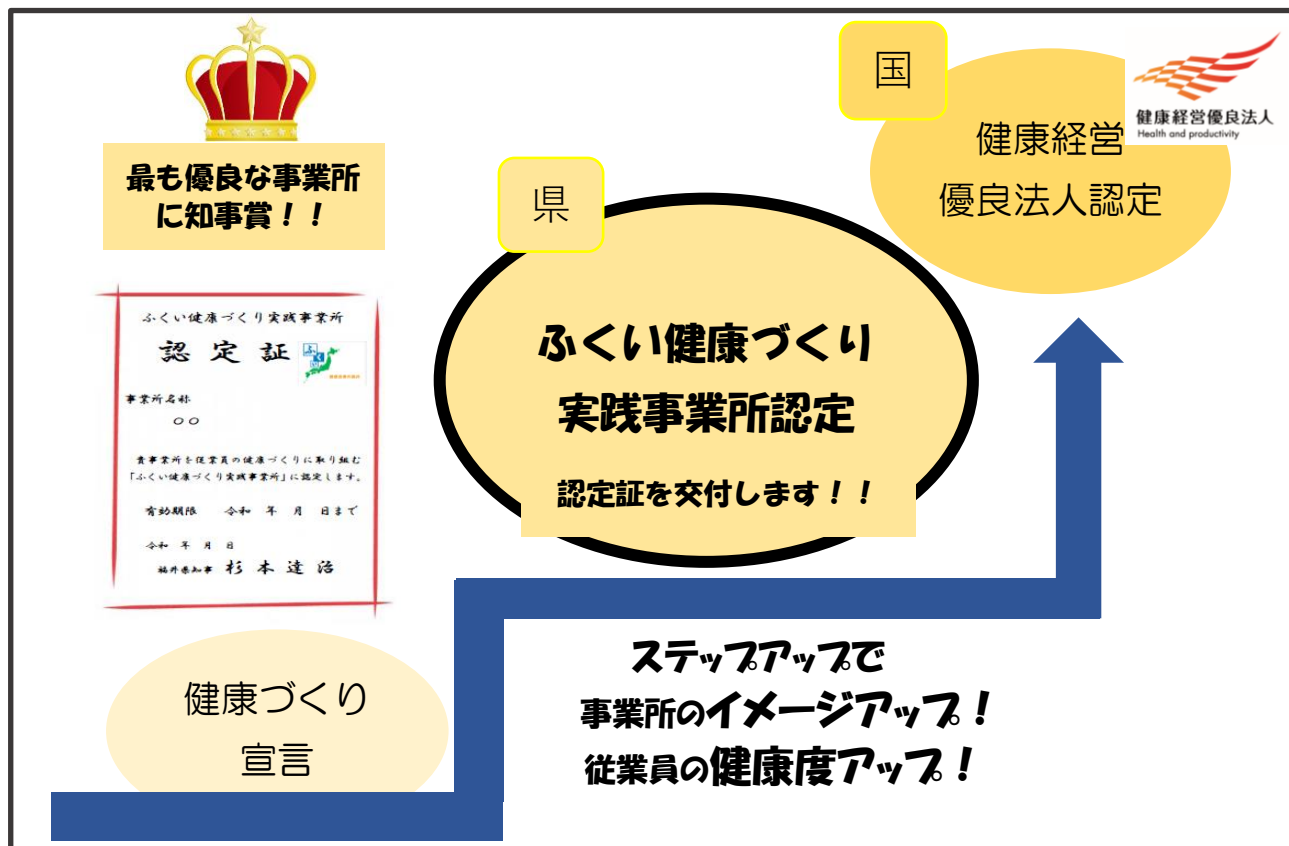 最も優良な事業所
に知事賞！！
ふくい健康づくり実践事業所
認定証
ふくい
事業所名称
○○
貴事業所を従業員の健康づくりに取り組む
「ふくい健康づくり実践事業所」に認定します。
有効期限　令和　年　月　日まで
令和　年　月　日
福井県知事　杉本達治
健康づくり
宣言
県
ふくい健康づくり
実践事業所認定
認定証を交付します！！
国
健康経営
優良法人認定
健康経営優良法人
Health and productivity
ステップアップで
事業所のイメージアップ！
従業員の健康度アップ！